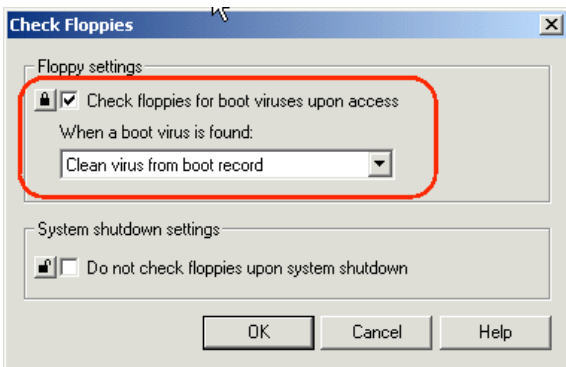 Check Floppies
Floppy settings
Check floppies for boot viruses upon access
When a boot virus is found:
Clean virus from boot record
System shutdown settings
Do not check floppies upon system shutdown
OK Cancel Help